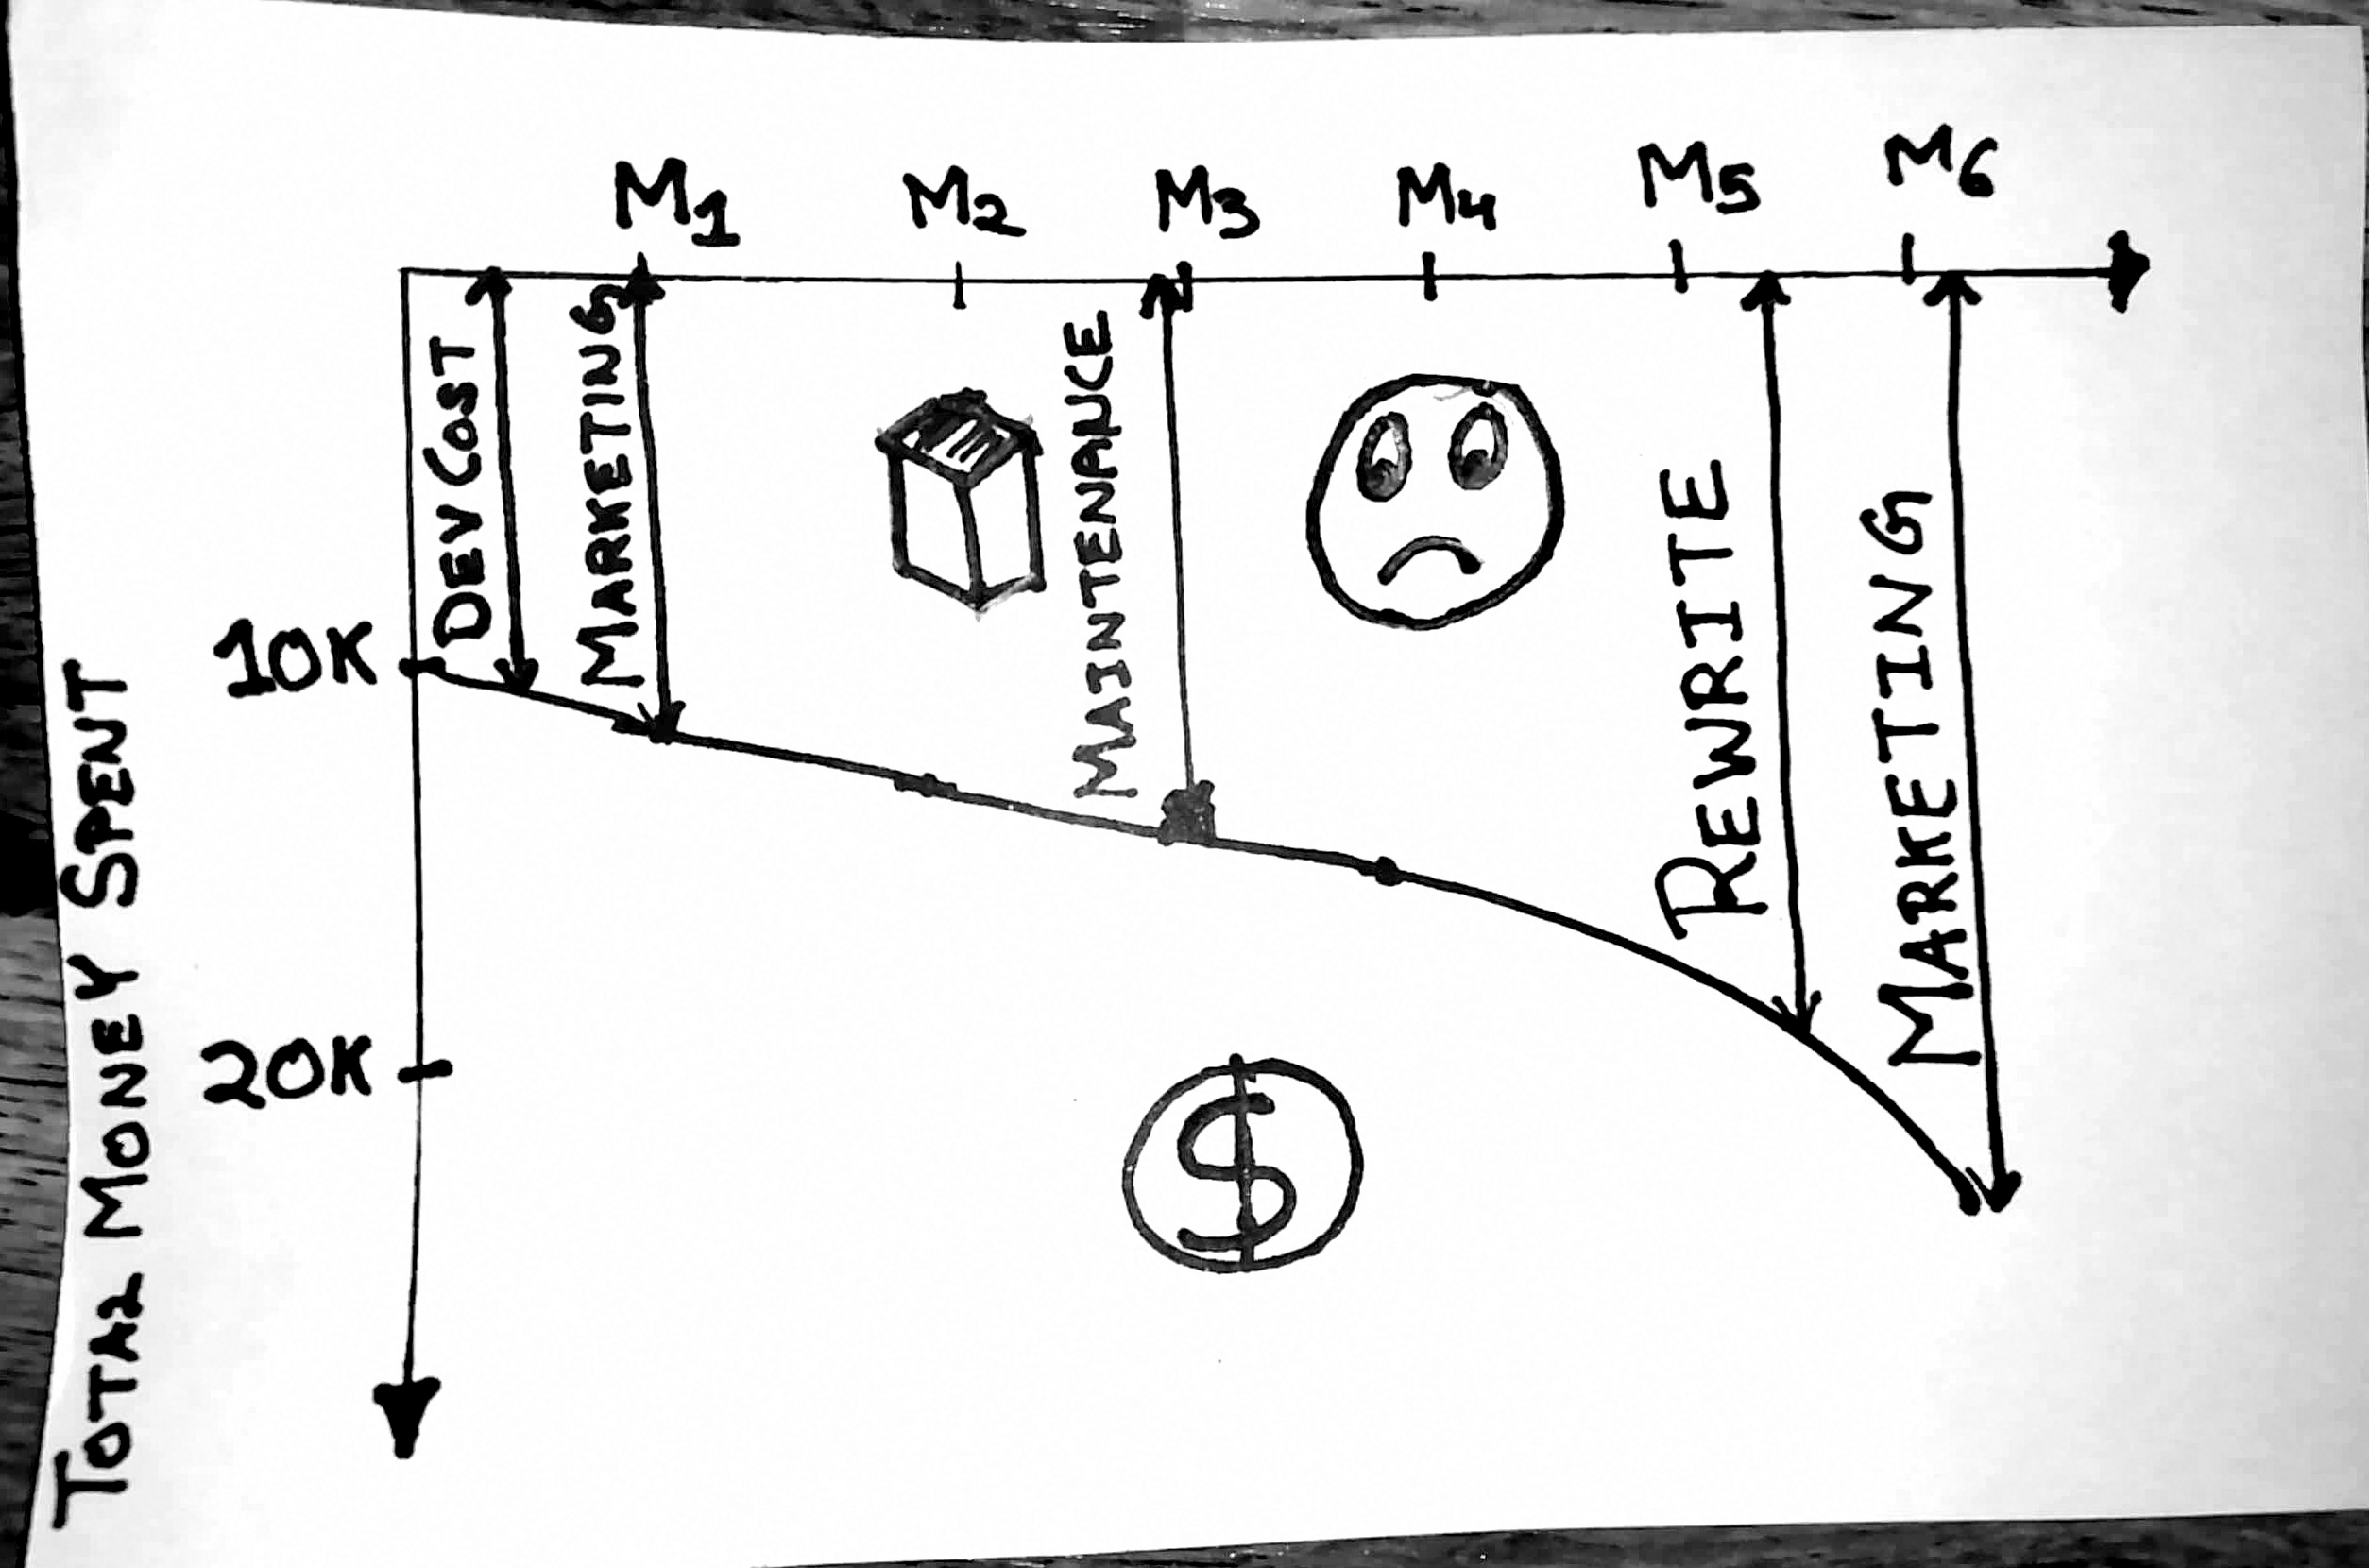 M1 M2 M3 M4 M5 M6
DEV COST
MARKETING
MAINTENANCE
REWRITE
MARKETING
10K
20K
TOTAL MONEY SPENT
$